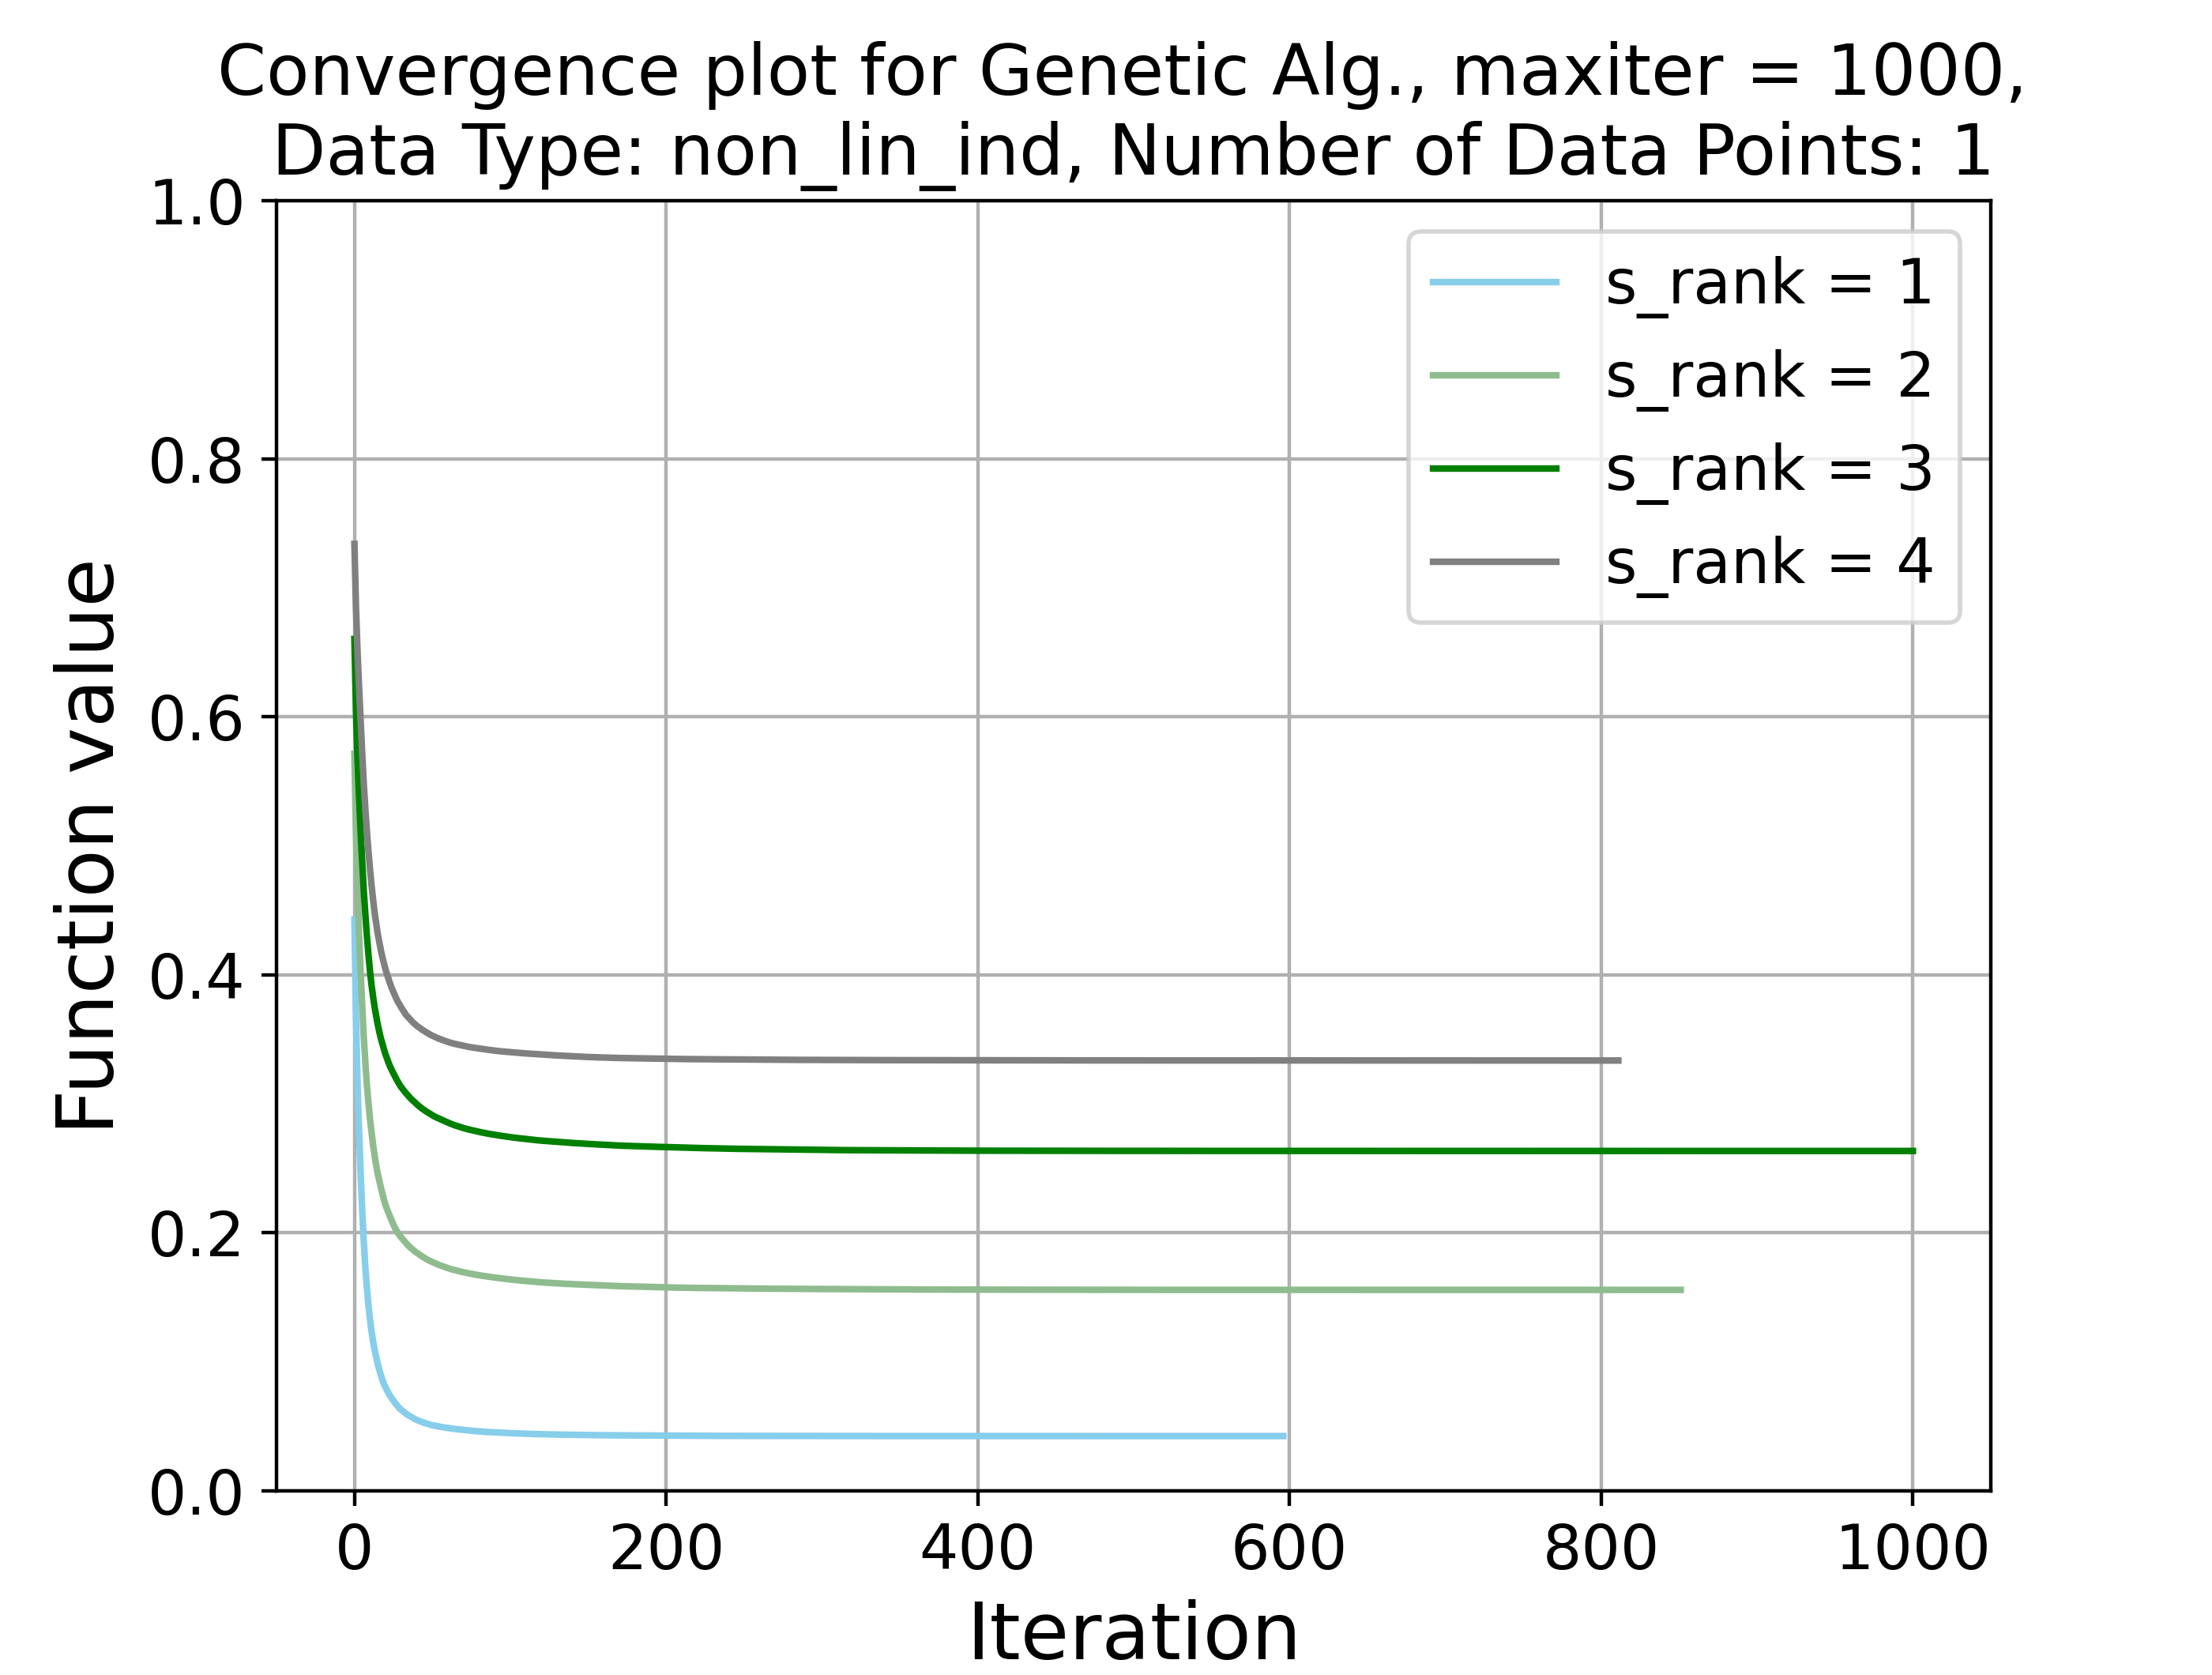 Convergence plot for Genetic Alg., maxiter = 1000,
Data Type: non_lin_ind, Number of Data Points: 1
1.0
0.8
0.6
0.4
0.2
0.0
Function value
s_rank = 1
s_rank = 2
s_rank = 3
s_rank = 4
0 200 400 600 800 1000
Iteration